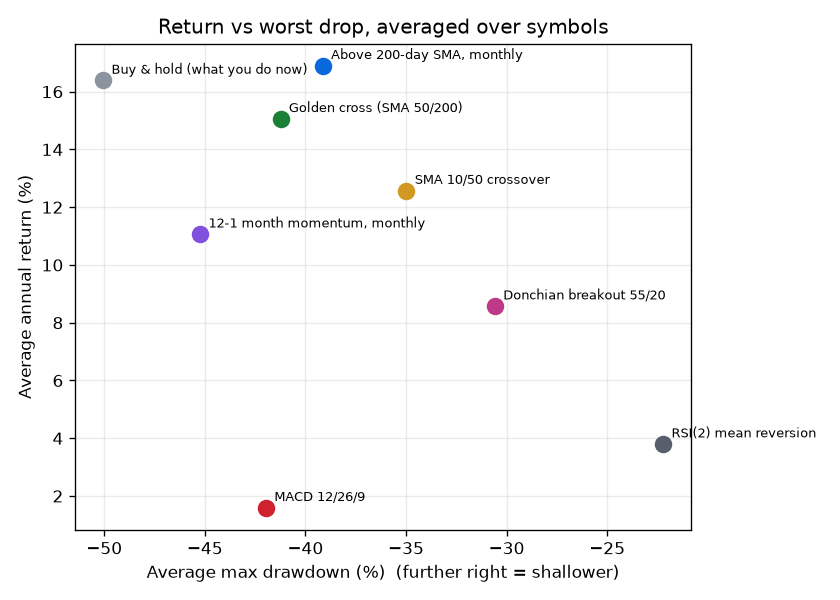 Return vs worst drop, averaged over symbols
Above 200-day SMA, monthly
Buy & hold (what you do now)
Golden cross (SMA 50/200)
SMA 10/50 crossover
12-1 month momentum, monthly
Donchian breakout 55/20
RSI(2) mean reversion
MACD 12/26/9
Average annual return (%)
16
14
12
10
8
6
4
2
−50
−45
−40
−35
−30
−25
Average max drawdown (%)  (further right = shallower)